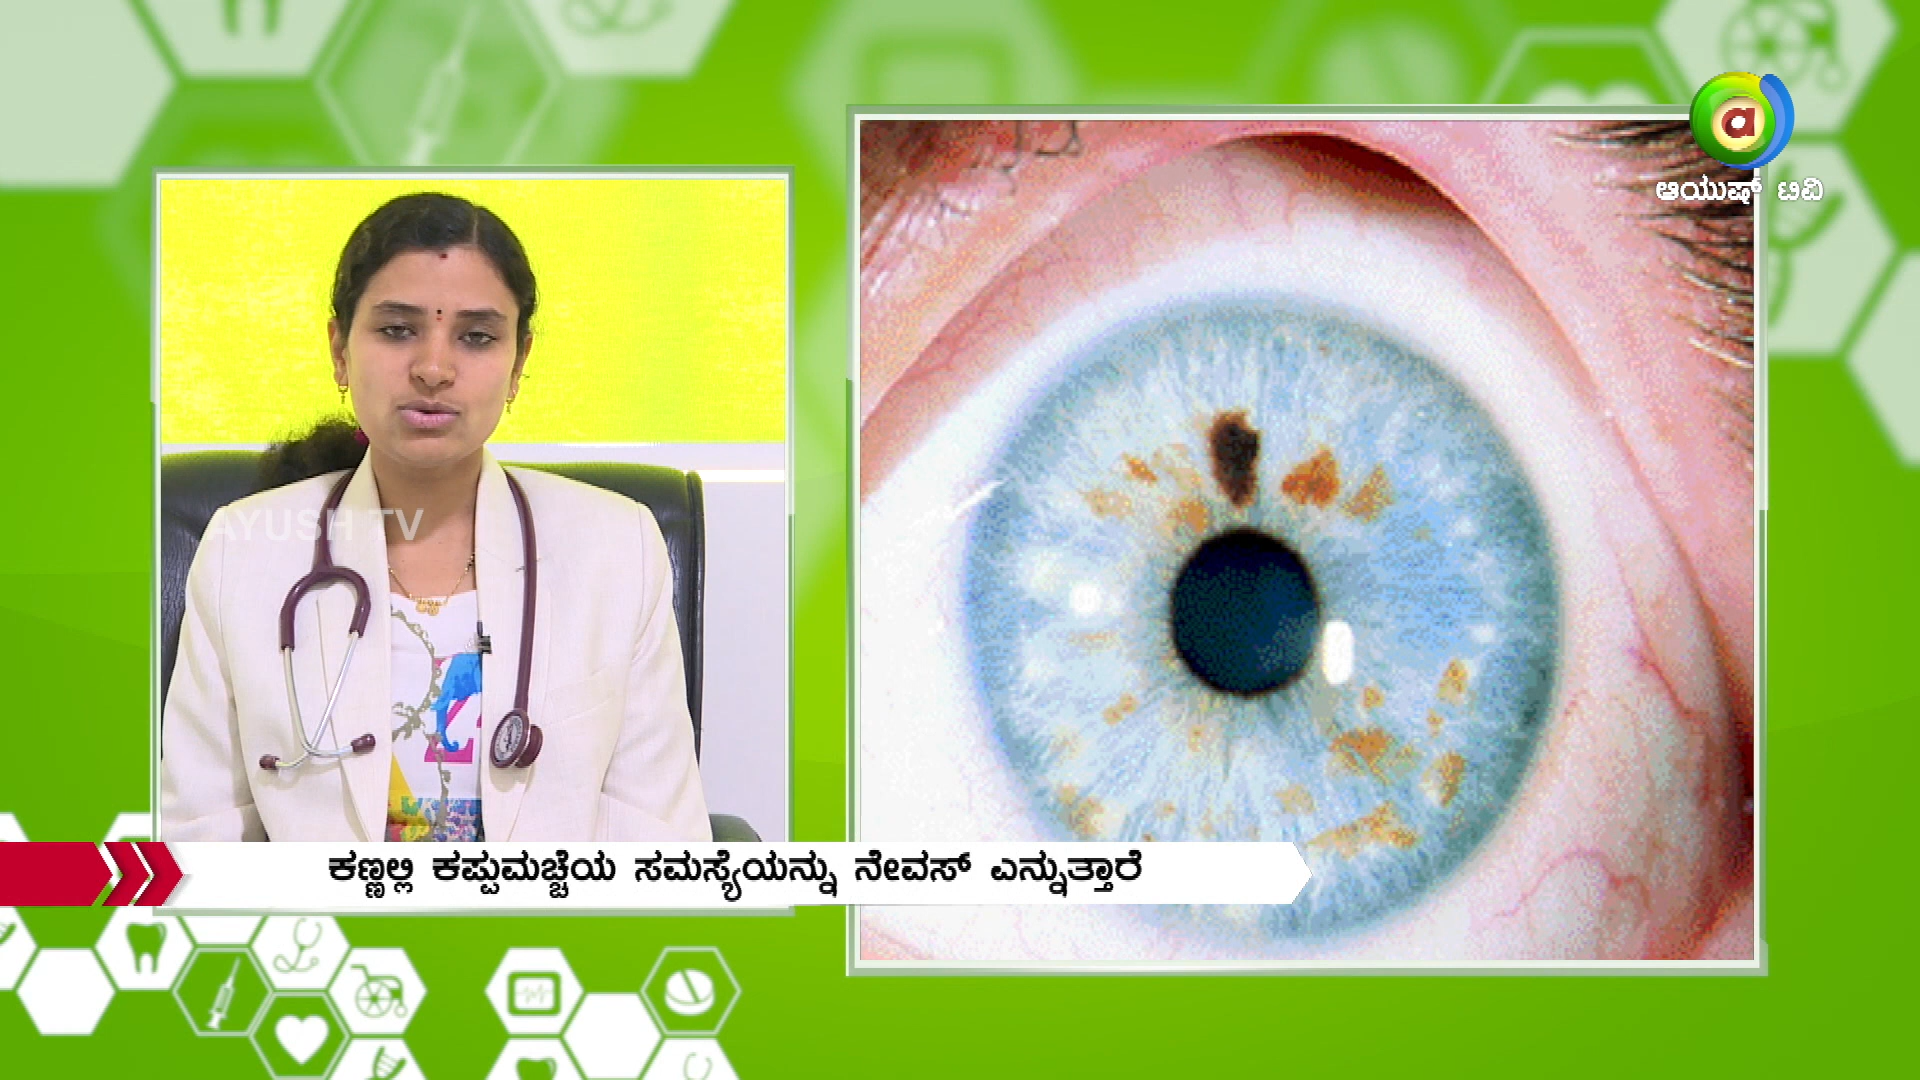 a
ಆಯುಷ್ ಟಿವಿ
AYUSH TV
ಕಣ್ಣಲ್ಲಿ ಕಪ್ಪುಮಚ್ಚೆಯ ಸಮಸ್ಯೆಯನ್ನು ನೇವಸ್ ಎನ್ನುತ್ತಾರೆ